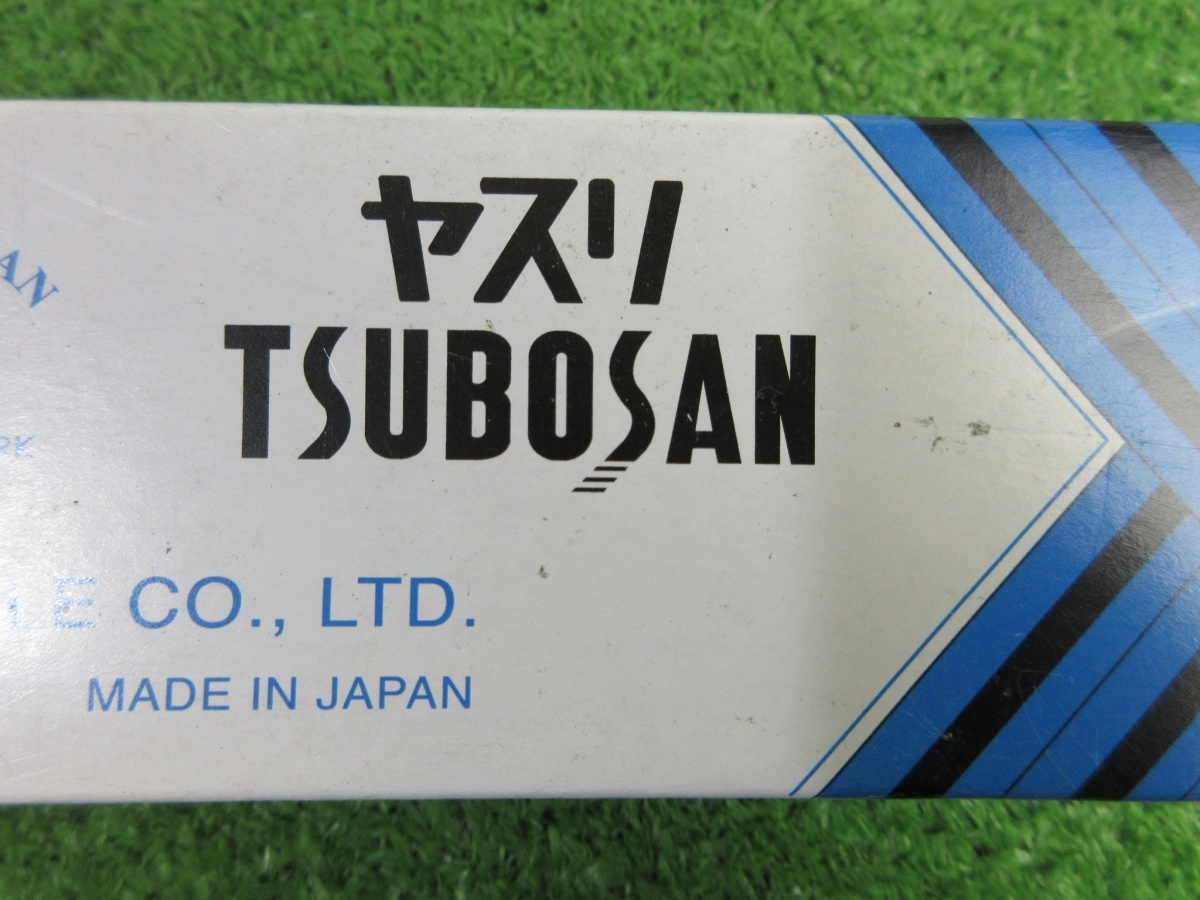 ヤスリ
TSUBOSAN
CO., LTD.
MADE IN JAPAN